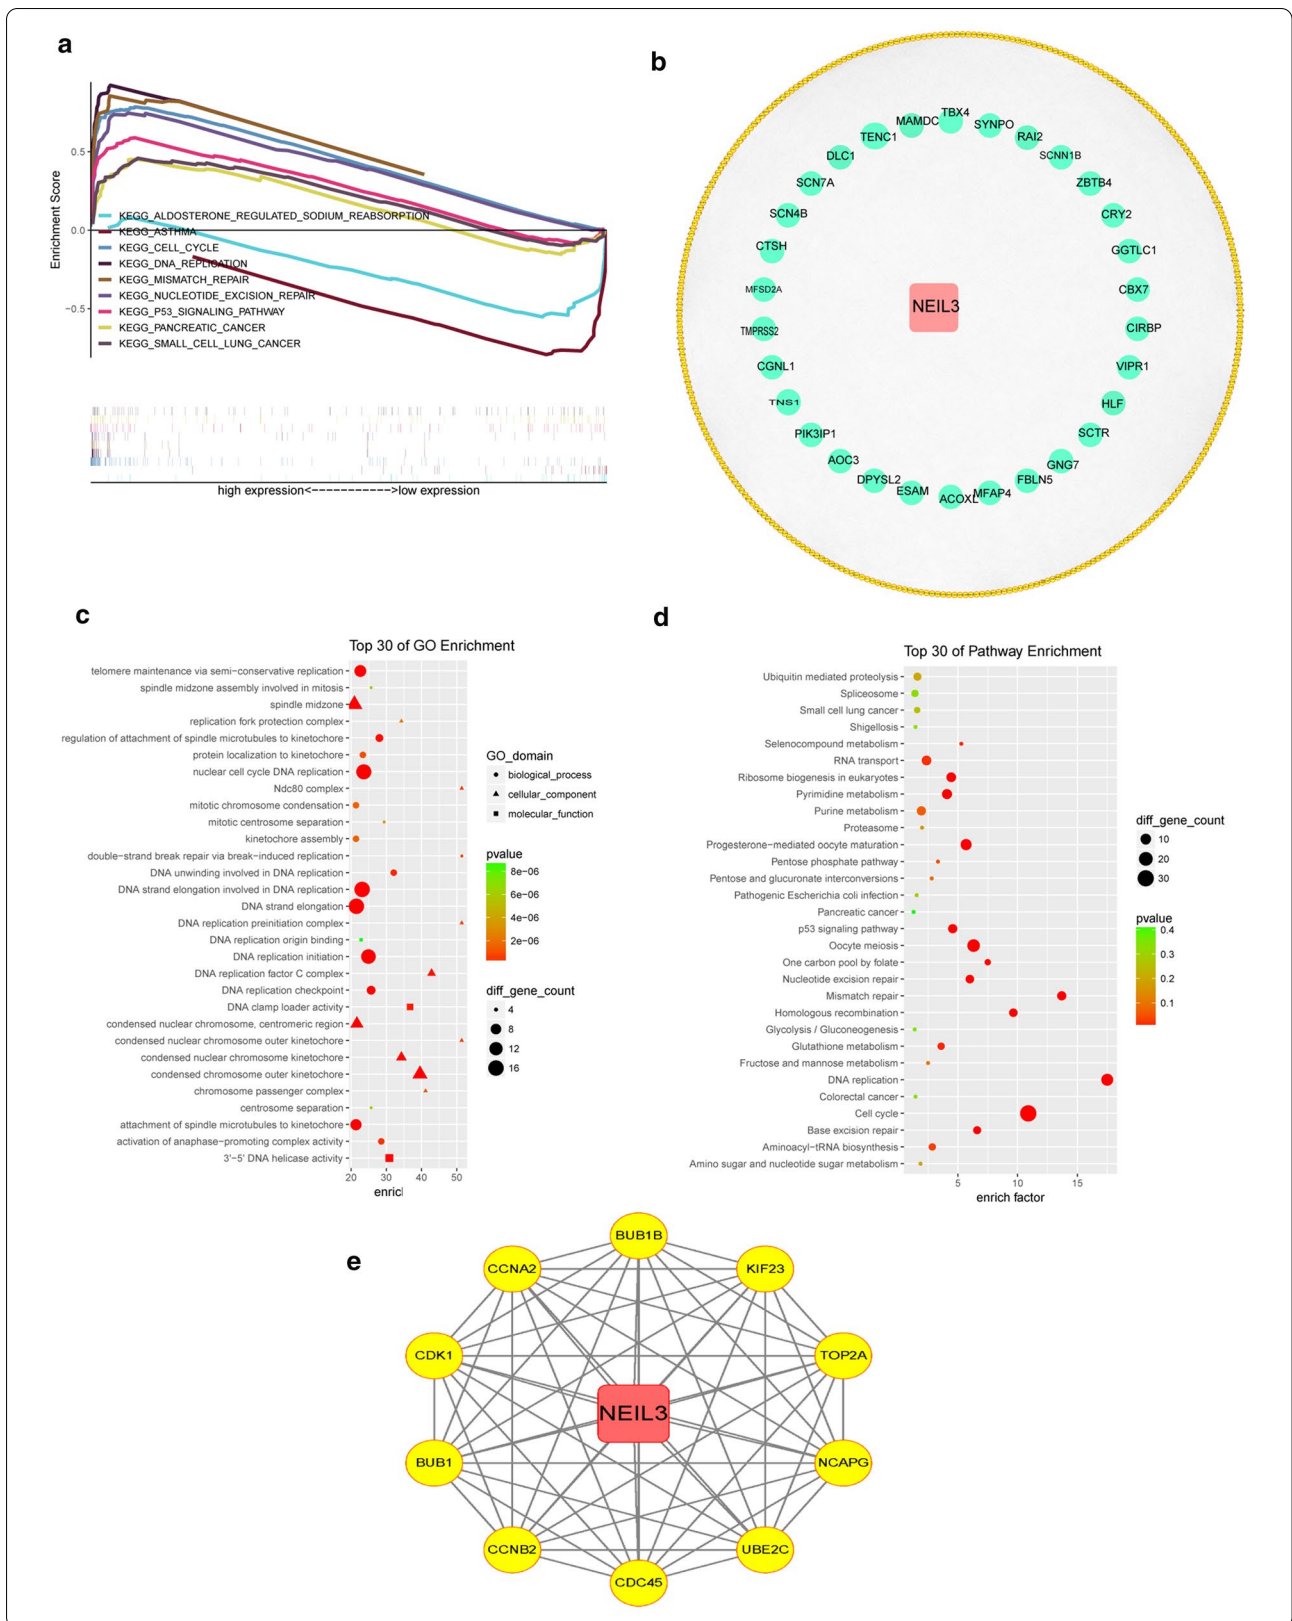 a
0.5
0.0
−0.5
Enrichment Score
KEGG_ALDOSTERONE_REGULATED_SODIUM_REABSORPTION
KEGG_ASTHMA
KEGG_CELL_CYCLE
KEGG_DNA_REPLICATION
KEGG_MISMATCH_REPAIR
KEGG_NUCLEOTIDE_EXCISION_REPAIR
KEGG_P53_SIGNALING_PATHWAY
KEGG_PANCREATIC_CANCER
KEGG_SMALL_CELL_LUNG_CANCER
high expression<------------->low expression
b
TBX4
SYNPO
RAI2
SCNN1B
ZBTB4
CRY2
GGTLC1
CBX7
CIRBP
VIPR1
HLF
SCTR
GNG7
FBLN5
MFAP4
ACOXL
ESAM
DPYSL2
AOC3
PIK3IP1
TNS1
CGNL1
TMPRSS2
MFSD2A
CTSH
SCN4B
SCN7A
DLC1
TENC1
MAMDC
NEIL3
c
Top 30 of GO Enrichment
telomere maintenance via semi−conservative replication
spindle midzone assembly involved in mitosis
spindle midzone
replication fork protection complex
regulation of attachment of spindle microtubules to kinetochore
protein localization to kinetochore
nuclear cell cycle DNA replication
Ndc80 complex
mitotic chromosome condensation
mitotic centrosome separation
kinetochore assembly
double−strand break repair via break−induced replication
DNA unwinding involved in DNA replication
DNA strand elongation involved in DNA replication
DNA strand elongation
DNA replication preinitiation complex
DNA replication origin binding
DNA replication initiation
DNA replication factor C complex
DNA replication checkpoint
DNA clamp loader activity
condensed nuclear chromosome, centromeric region
condensed nuclear chromosome outer kinetochore
condensed nuclear chromosome kinetochore
condensed chromosome outer kinetochore
chromosome passenger complex
centrosome separation
attachment of spindle microtubules to kinetochore
activation of anaphase−promoting complex activity
3'−5' DNA helicase activity
20 30 40 50
enricl
GO_domain
biological_process
cellular_component
molecular_function
pvalue
8e−06
6e−06
4e−06
2e−06
diff_gene_count
4
8
12
16
d
Top 30 of Pathway Enrichment
Ubiquitin mediated proteolysis
Spliceosome
Small cell lung cancer
Shigellosis
Selenocompound metabolism
RNA transport
Ribosome biogenesis in eukaryotes
Pyrimidine metabolism
Purine metabolism
Proteasome
Progesterone−mediated oocyte maturation
Pentose phosphate pathway
Pentose and glucuronate interconversions
Pathogenic Escherichia coli infection
Pancreatic cancer
p53 signaling pathway
Oocyte meiosis
One carbon pool by folate
Nucleotide excision repair
Mismatch repair
Homologous recombination
Glycolysis / Gluconeogenesis
Glutathione metabolism
Fructose and mannose metabolism
DNA replication
Colorectal cancer
Cell cycle
Base excision repair
Aminoacyl−tRNA biosynthesis
Amino sugar and nucleotide sugar metabolism
5 10 15
enrich factor
diff_gene_count
10
20
30
pvalue
0.4
0.3
0.2
0.1
e
BUB1B
KIF23
TOP2A
NCAPG
UBE2C
CDC45
CCNB2
BUB1
CDK1
CCNA2
NEIL3